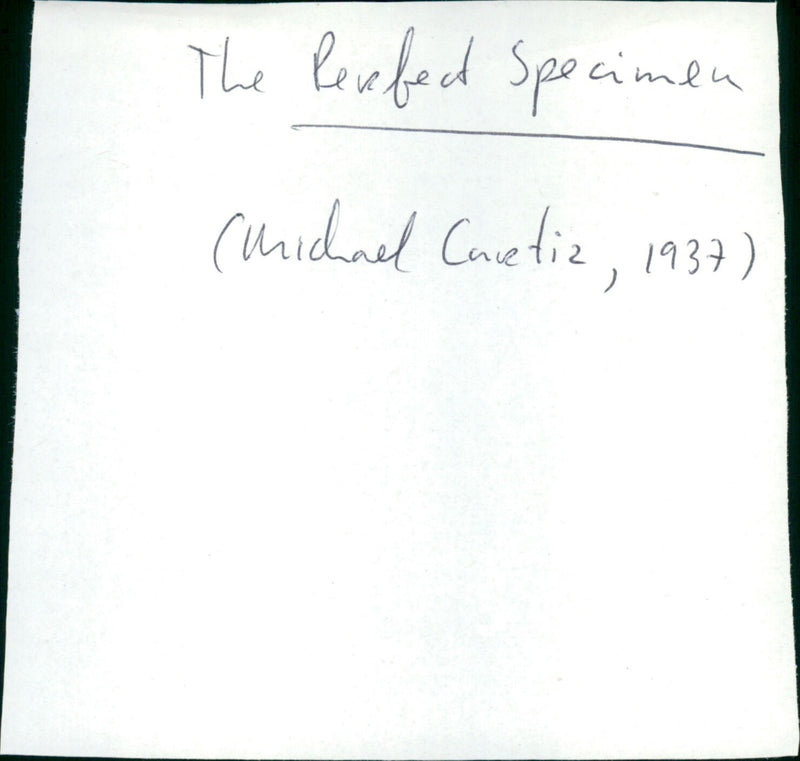 The Perfect Specimen
(Michael Curtiz, 1937)